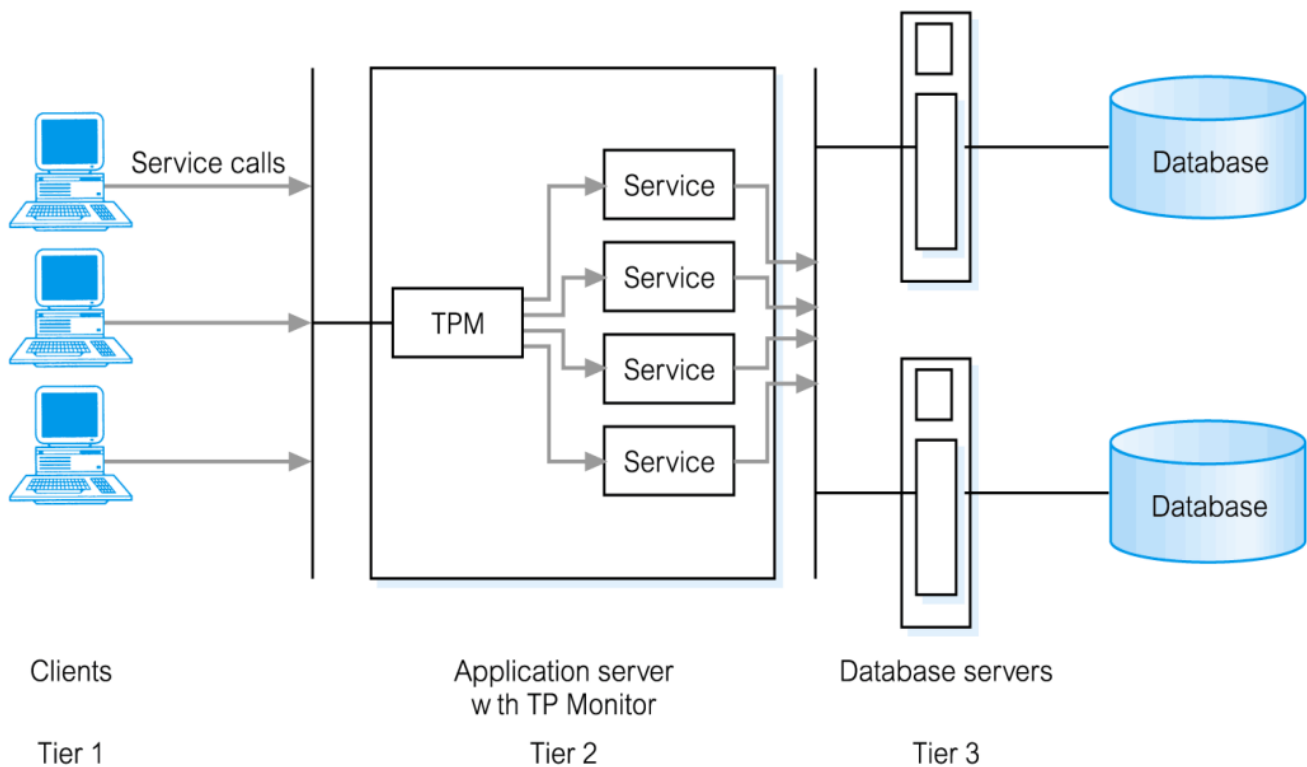 Service calls
TPM
Service
Service
Service
Service
Database
Database
Clients
Application server
w th TP Monitor
Database servers
Tier 1
Tier 2
Tier 3